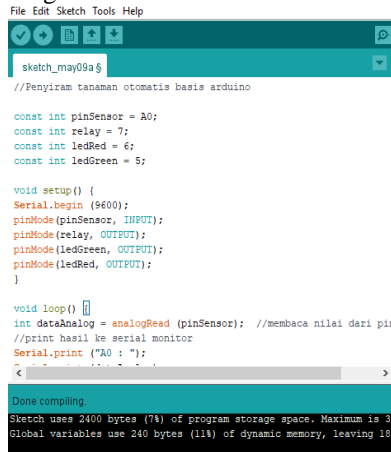 File Edit Sketch Tools Help
sketch_may09a §
//Penyiram tanaman otomatis basis arduino
const int pinSensor = A0;
const int relay = 7;
const int ledRed = 6;
const int ledGreen = 5;
void setup() {
Serial.begin (9600);
pinMode(pinSensor, INPUT);
pinMode(relay, OUTPUT);
pinMode(ledGreen, OUTPUT);
pinMode(ledRed, OUTPUT);
}
void loop() {
int dataAnalog = analogRead (pinSensor); //membaca nilai dari pin
//print hasil ke serial monitor
Serial.print ("A0 : ");
Done compiling.
Sketch uses 2400 bytes (7%) of program storage space. Maximum is 3
Global variables use 240 bytes (11%) of dynamic memory, leaving 18